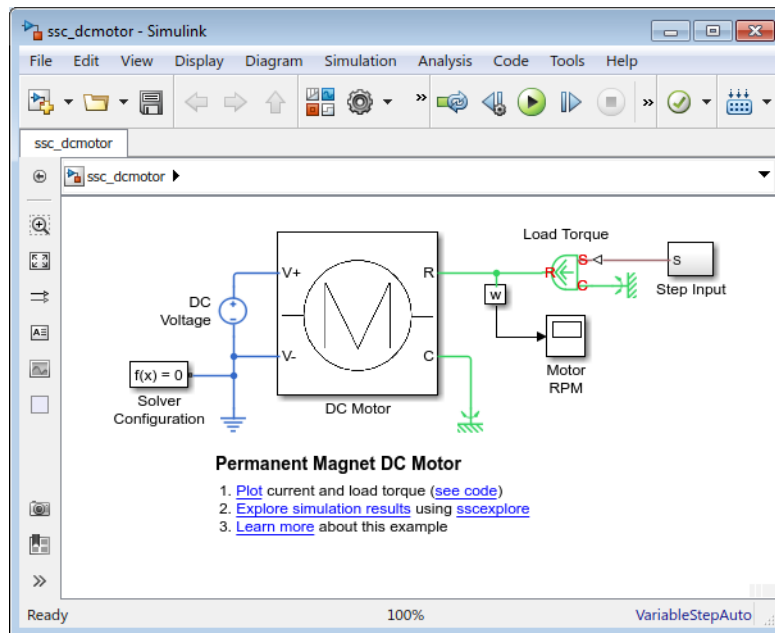 ssc_dcmotor - Simulink
File Edit View Display Diagram Simulation Analysis Code Tools Help
» »
ssc_dcmotor
ssc_dcmotor
Load Torque
V+
R
R
S
C
S
Step Input
DC
Voltage
w
V-
C
f(x) = 0
Solver
Configuration
DC Motor
Motor
RPM
Permanent Magnet DC Motor
1. Plot current and load torque (see code)
2. Explore simulation results using sscexplore
3. Learn more about this example
Ready 100% VariableStepAuto